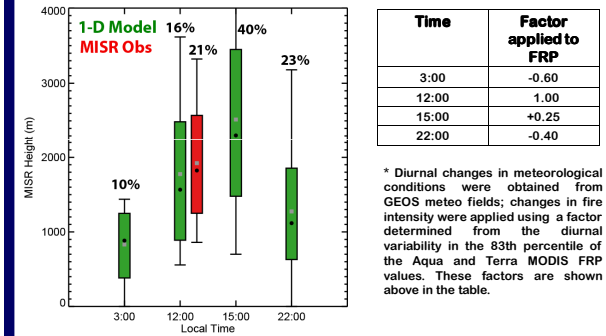 4000
3000
2000
1000
0
MISR Height (m)
1-D Model
MISR Obs
10%
16%
21%
40%
23%
3:00 12:00 15:00 22:00
Local Time
Time Factor applied to FRP
3:00 -0.60
12:00 1.00
15:00 +0.25
22:00 -0.40
* Diurnal changes in meteorological
conditions were obtained from
GEOS meteo fields; changes in fire
intensity were applied using a factor
determined from the diurnal
variability in the 83th percentile of
the Aqua and Terra MODIS FRP
values. These factors are shown
above in the table.